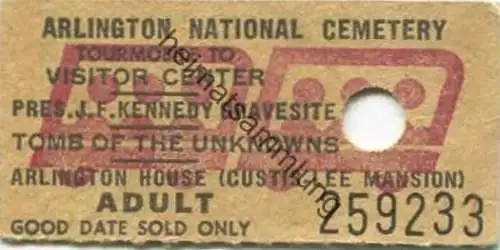 ARLINGTON NATIONAL CEMETERY
TOURMOBILE TO
VISITOR CENTER
PRES. J.F. KENNEDY GRAVESITE
TOMB OF THE UNKNOWNS
ARLINGTON HOUSE (CUSTIS-LEE MANSION)
ADULT
259233
GOOD DATE SOLD ONLY
heimatsammlung